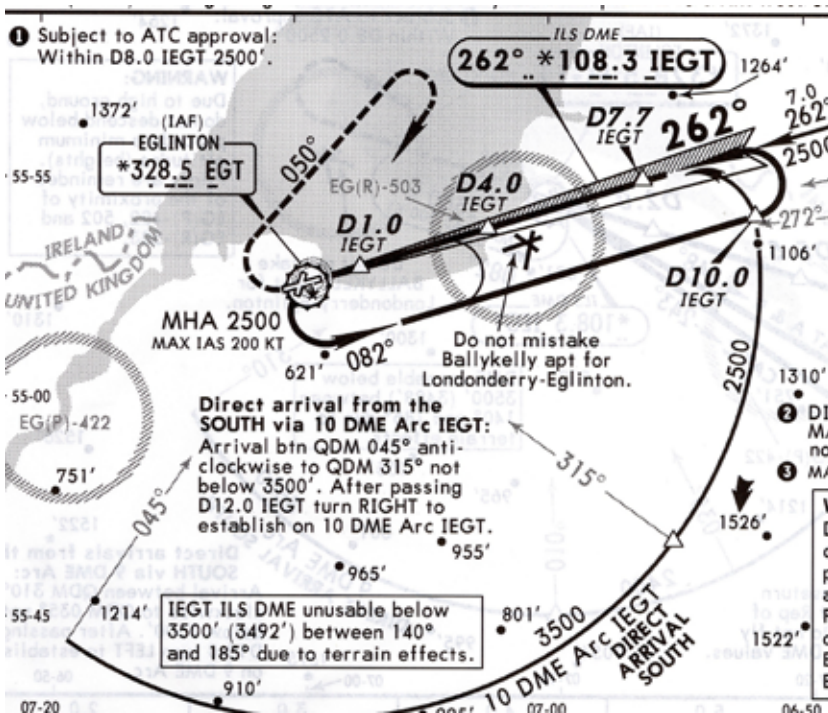 ❶ Subject to ATC approval:
Within D8.0 IEGT 2500'.
ILS DME
262° *108.3 IEGT
1264'
1372'
(IAF)
EGLINTON
*328.5 EGT
050°
D7.7
IEGT
262°
7.0
262°
2500
55-55
EG(R)-503
D4.0
IEGT
D1.0
IEGT
272°
1106'
D10.0
IEGT
IRELAND
UNITED KINGDOM
MHA 2500
MAX IAS 200 KT
082°
621'
Do not mistake
Ballykelly apt for
Londonderry-Eglinton.
2500
1310'
55-00
EG(P)-422
Direct arrival from the
SOUTH via 10 DME Arc IEGT:
Arrival btn QDM 045° anti-
clockwise to QDM 315° not
below 3500'. After passing
D12.0 IEGT turn RIGHT to
establish on 10 DME Arc IEGT.
❷ DI
MA
no
❸ MA
751'
045°
315°
1526'
955'
965'
1214'
55-45
IEGT ILS DME unusable below
3500' (3492') between 140°
and 185° due to terrain effects.
801'
3500
10 DME Arc IEGT
DIRECT
ARRIVAL
SOUTH
1522'
910'
07-20
07-00
06-50